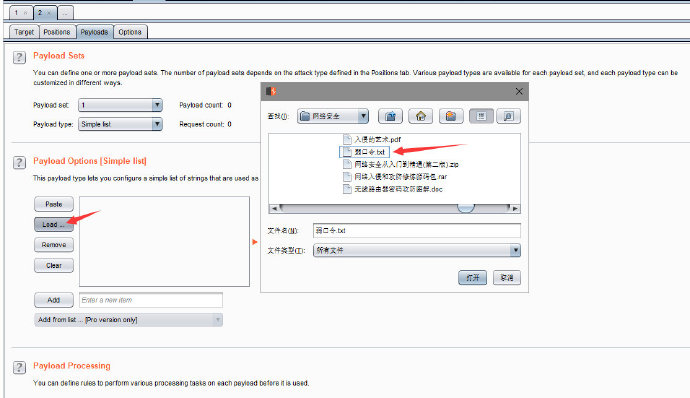 1 × 2 × ...
Target Positions Payloads Options
? Payload Sets
You can define one or more payload sets. The number of payload sets depends on the attack type defined in the Positions tab. Various payload types are available for each payload set, and each payload type can be
customized in different ways.
Payload set: 1 Payload count: 0
Payload type: Simple list Request count: 0
? Payload Options [Simple list]
This payload type lets you configure a simple list of strings that are used as
Paste
Load ...
Remove
Clear
Add Enter a new item
Add from list ... [Pro version only]
查找(I): 网络安全
入侵的艺术.pdf
弱口令.txt
网络安全从入门到精通(第二版).zip
网络入侵和攻防修炼源码包.rar
无线路由器密码攻防图解.doc
文件名(N): 弱口令.txt
文件类型(T): 所有文件
打开 取消
? Payload Processing
You can define rules to perform various processing tasks on each payload before it is used.